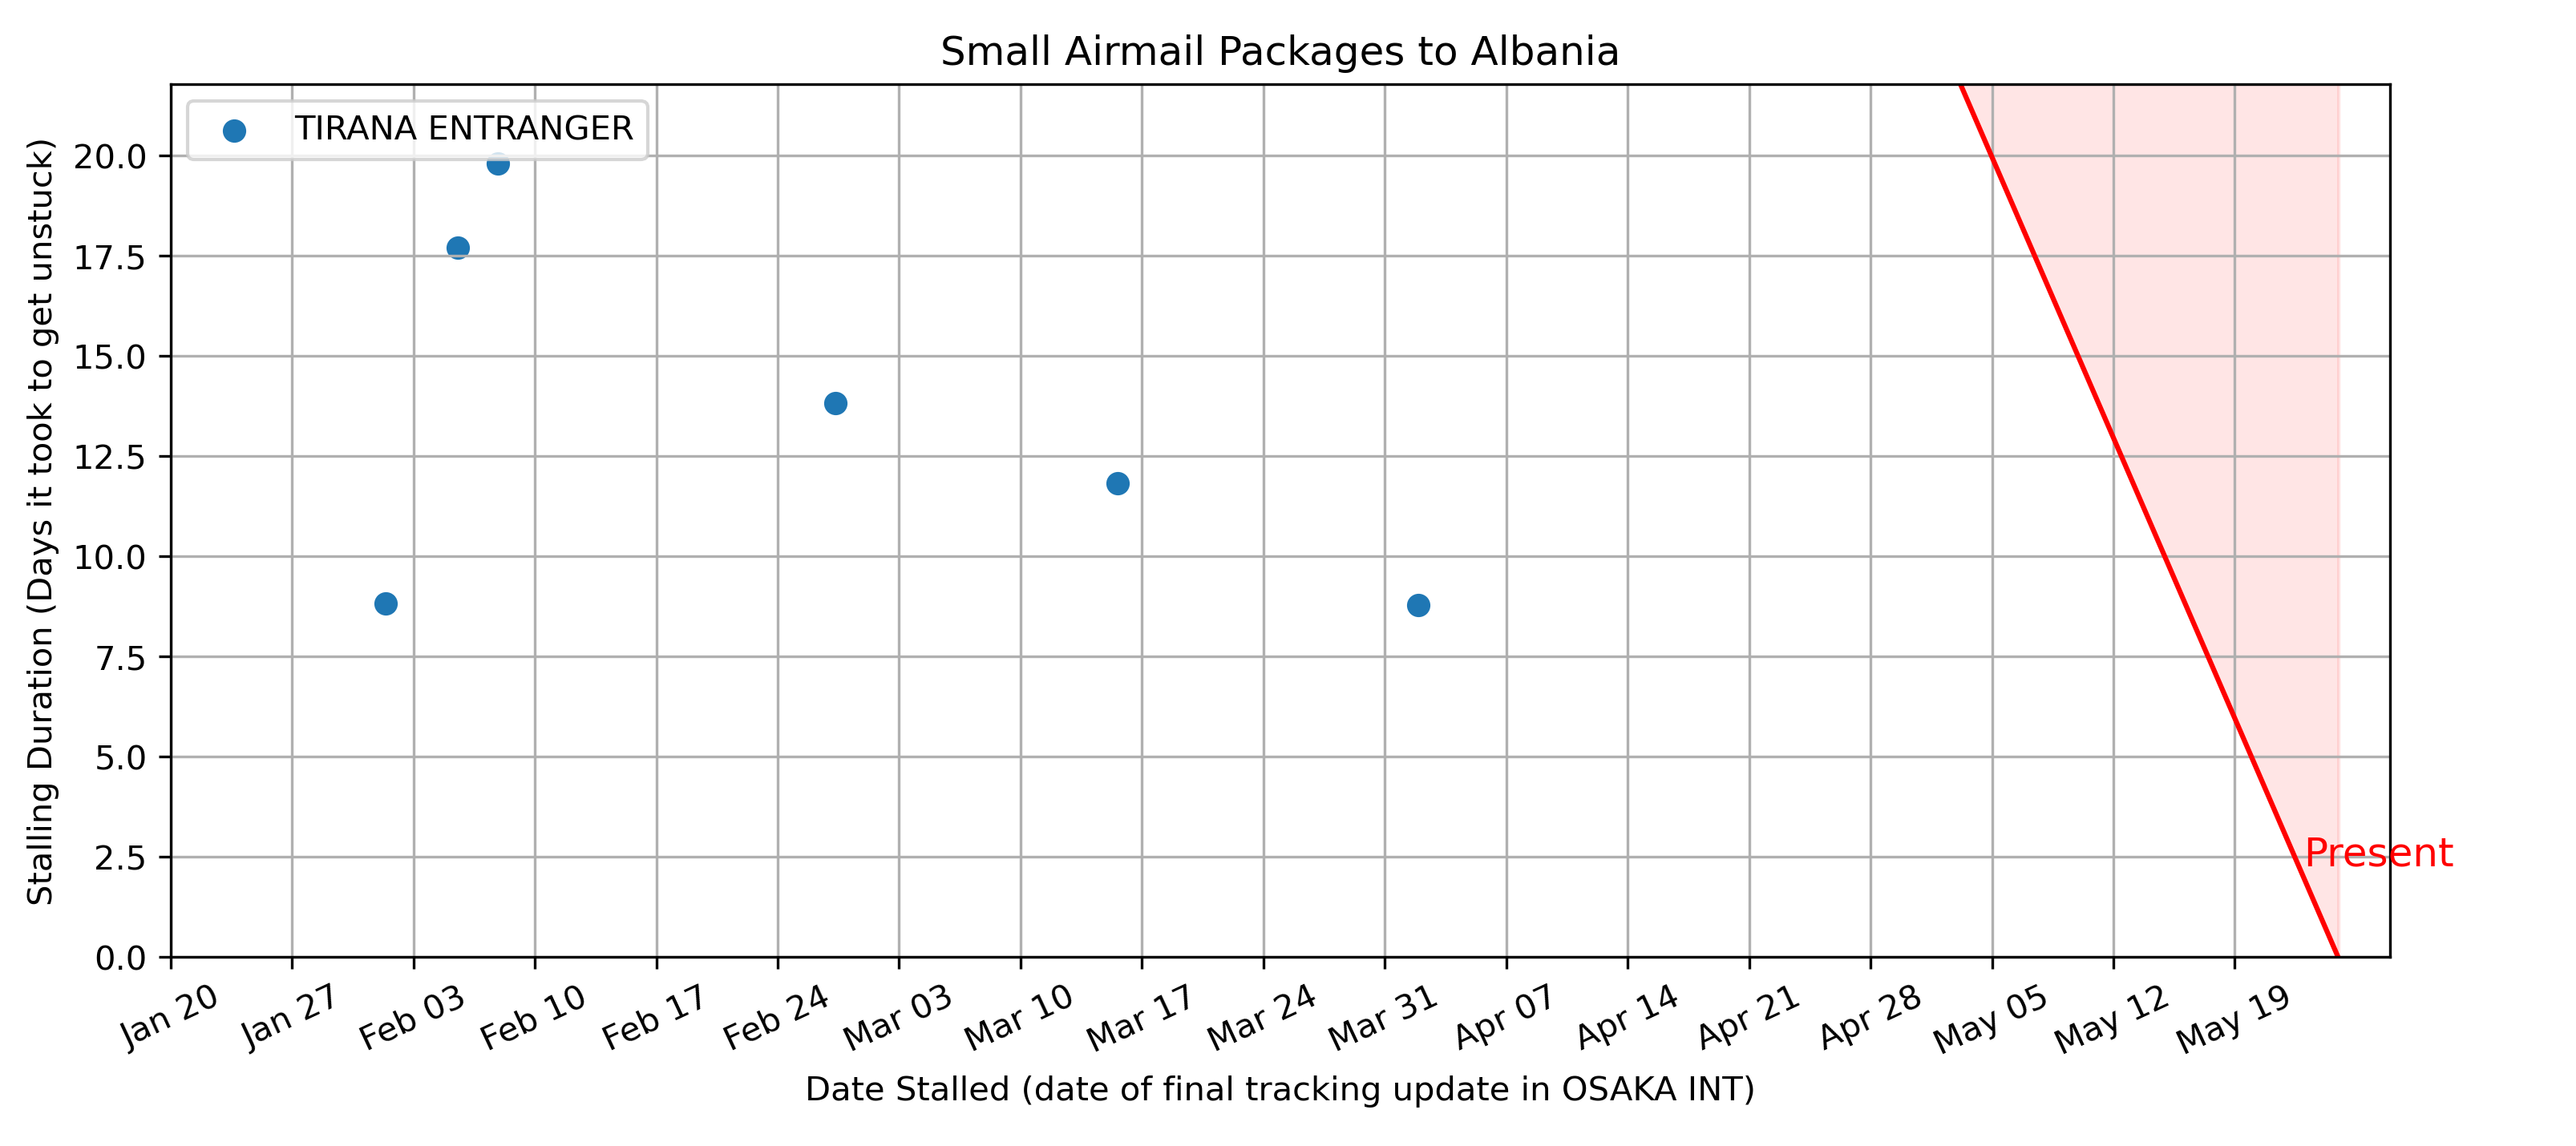 Small Airmail Packages to Albania
TIRANA ENTRANGER
Stalling Duration (Days it took to get unstuck)
20.0
17.5
15.0
12.5
10.0
7.5
5.0
2.5
0.0
Present
Jan 20
Jan 27
Feb 03
Feb 10
Feb 17
Feb 24
Mar 03
Mar 10
Mar 17
Mar 24
Mar 31
Apr 07
Apr 14
Apr 21
Apr 28
May 05
May 12
May 19
Date Stalled (date of final tracking update in OSAKA INT)